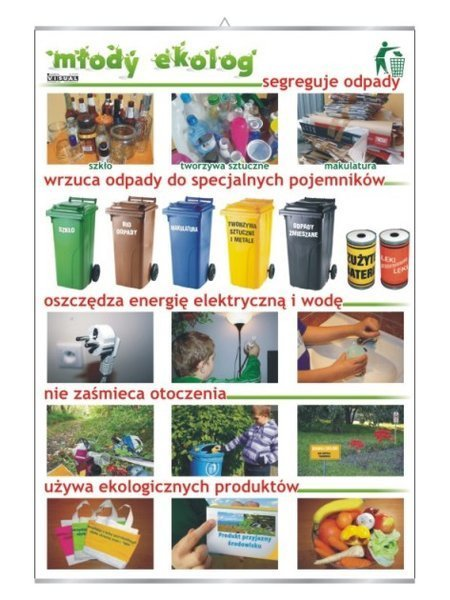 młody ekolog
VISUAL
segreguje odpady
szkło
tworzywa sztuczne
makulatura
wrzuca odpady do specjalnych pojemników
SZKŁO
BIO
ODPADY
MAKULATURA
TWORZYWA
SZTUCZNE
I METALE
ODPADY
ZMIESZANE
ZUŻYTE
BATERIE
LEKI
oszczędza energię elektryczną i wodę
nie zaśmieca otoczenia
używa ekologicznych produktów
Produkt przyjazny
środowisku